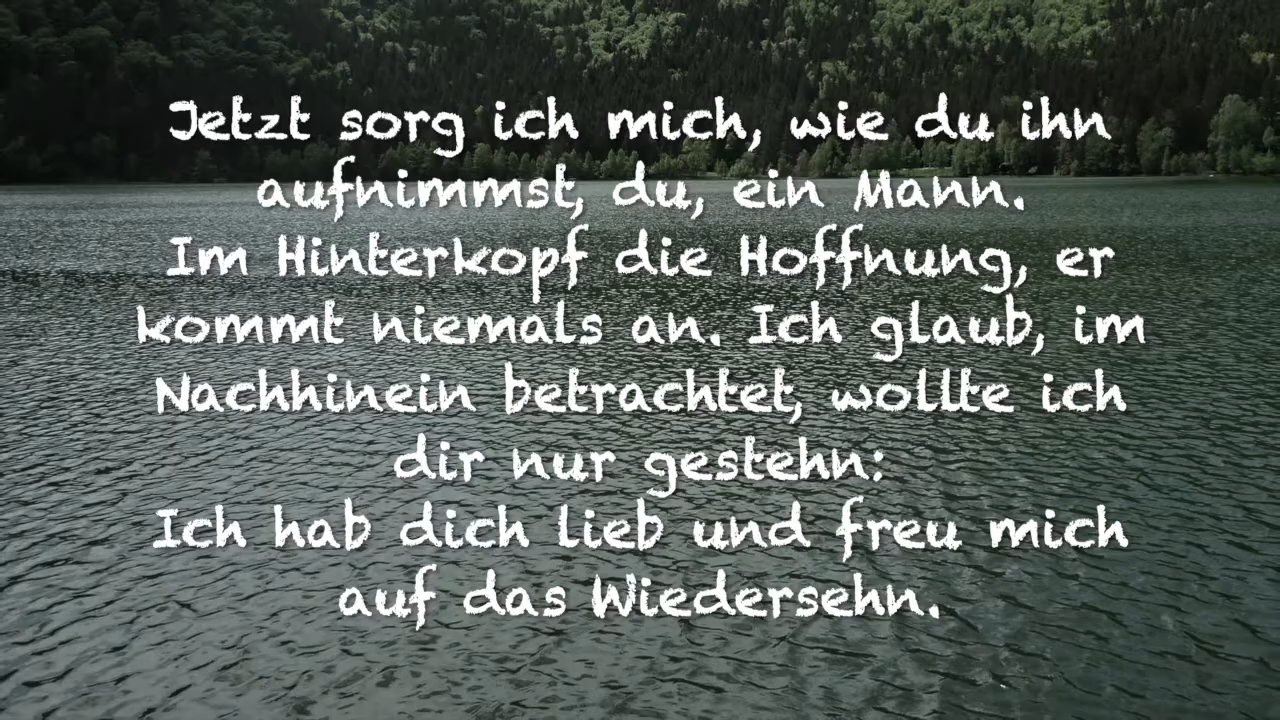 Jetzt sorg ich mich, wie du ihn
aufnimmst, du, ein Mann.
Im Hinterkopf die Hoffnung, er
kommt niemals an. Ich glaub, im
Nachhinein betrachtet, wollte ich
dir nur gestehn:
Ich hab dich lieb und freu mich
auf das Wiedersehn.